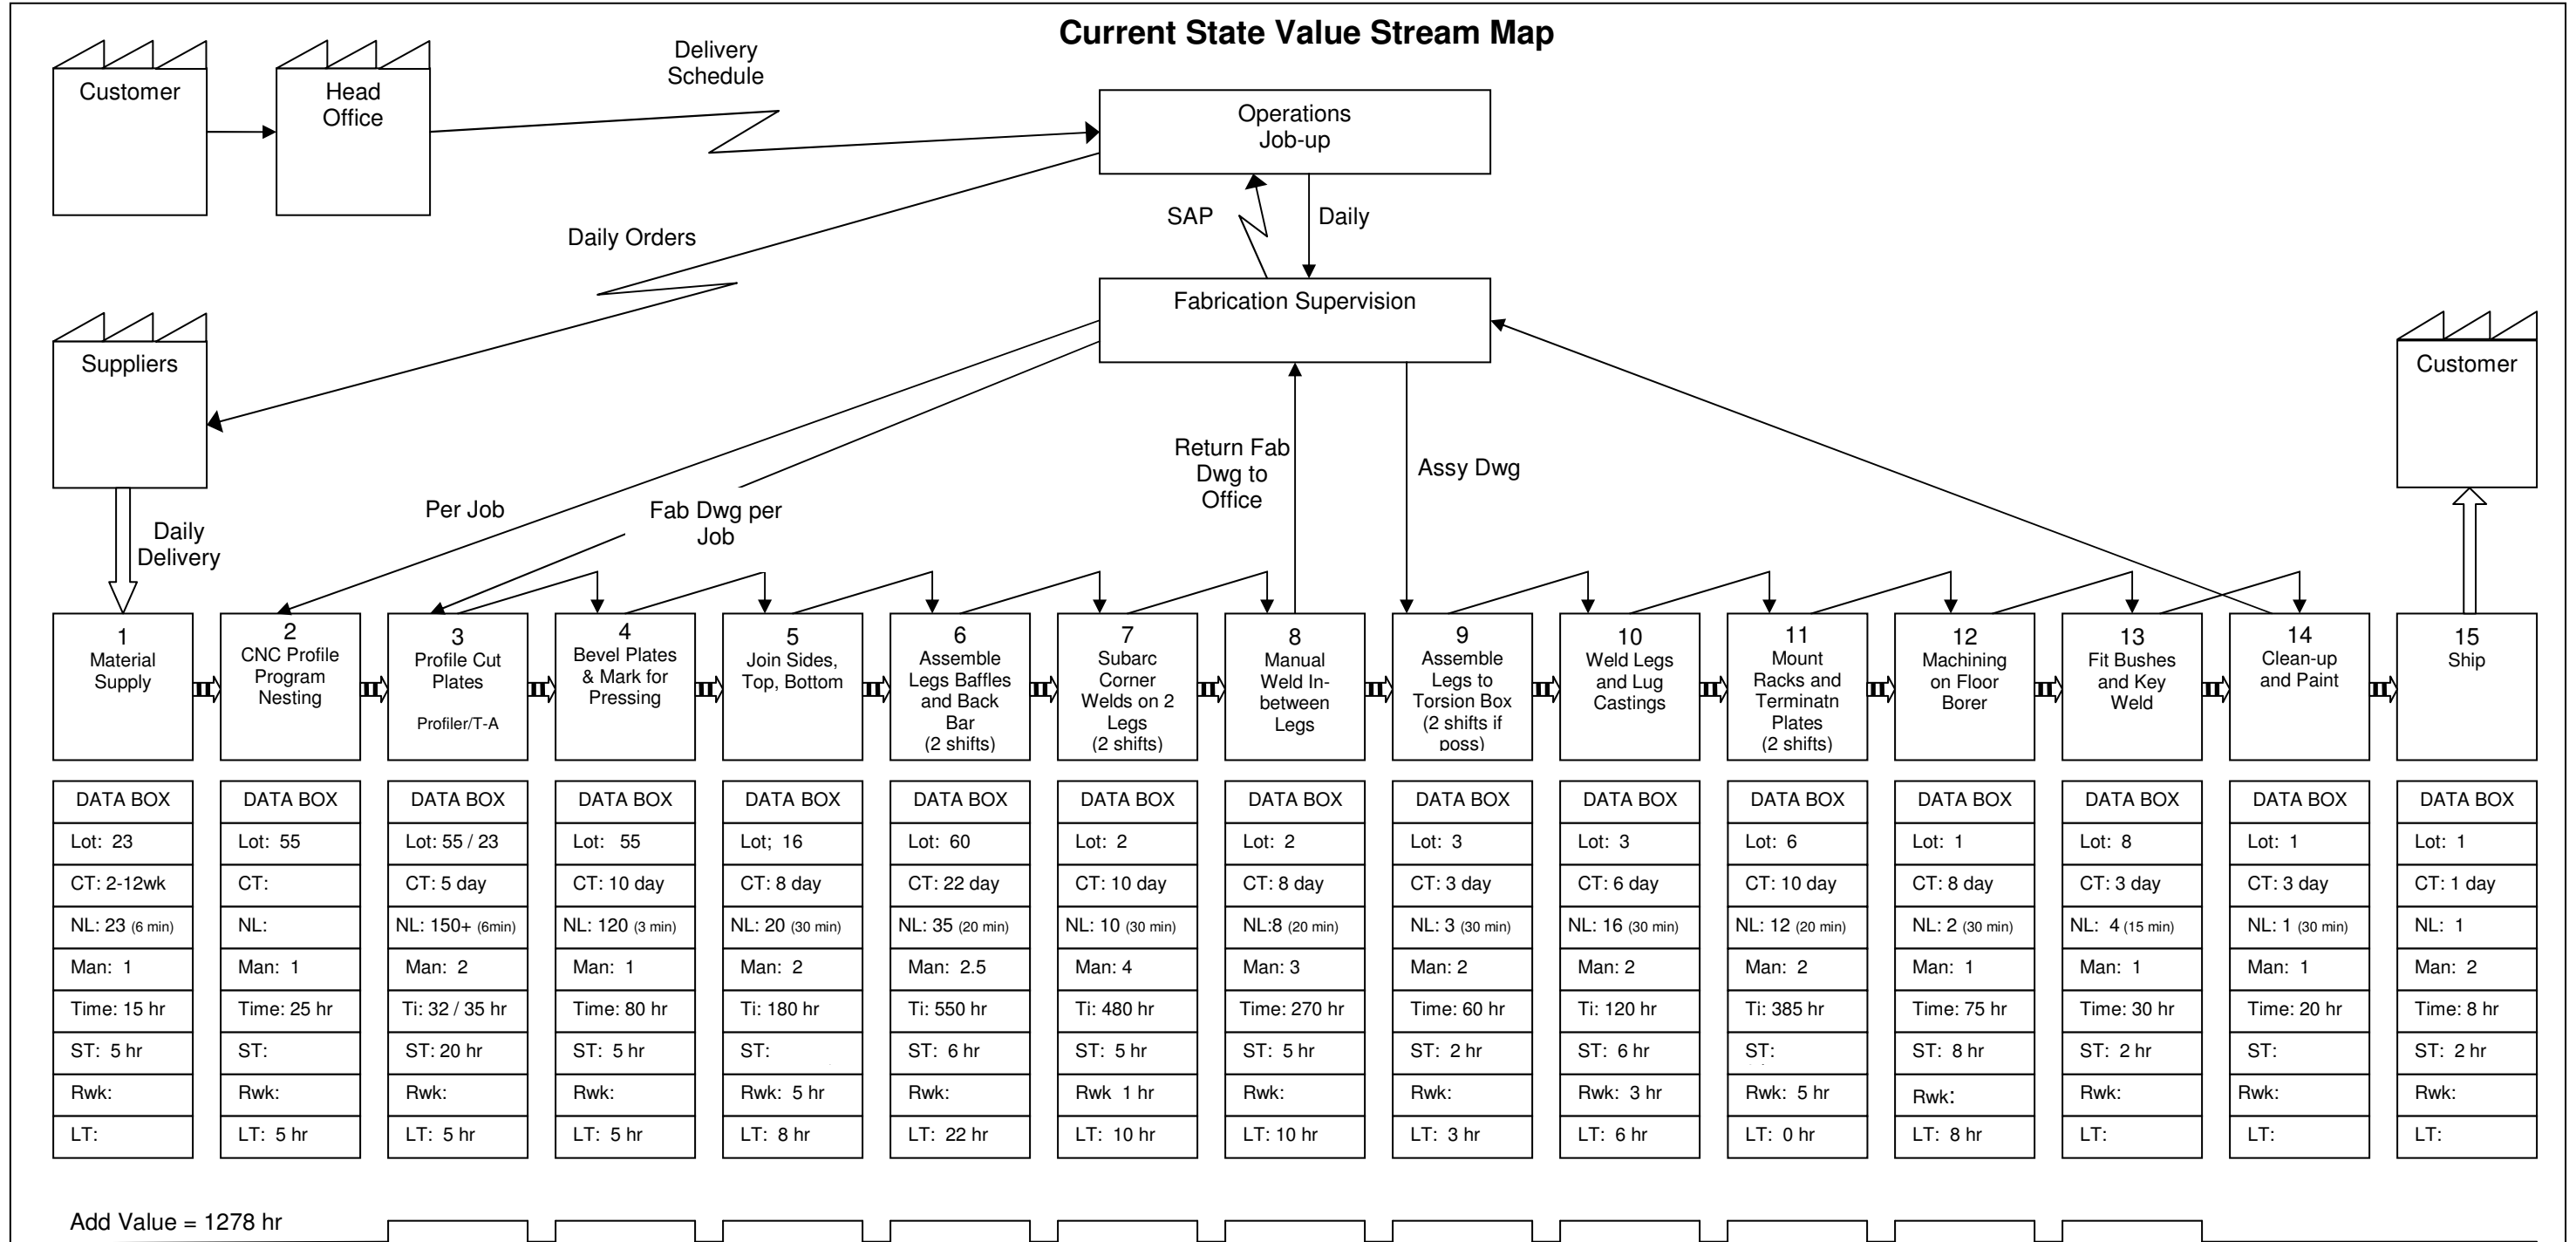 Current State Value Stream Map
Customer
Head
Office
Delivery
Schedule
Operations
Job-up
SAP
Daily
Daily Orders
Fabrication Supervision
Suppliers
Customer
Daily
Delivery
Per Job
Fab Dwg per
Job
Return Fab
Dwg to
Office
Assy Dwg
1
Material
Supply
2
CNC Profile
Program
Nesting
3
Profile Cut
Plates
Profiler/T-A
4
Bevel Plates
& Mark for
Pressing
5
Join Sides,
Top, Bottom
6
Assemble
Legs Baffles
and Back
Bar
(2 shifts)
7
Subarc
Corner
Welds on 2
Legs
(2 shifts)
8
Manual
Weld In-
between
Legs
9
Assemble
Legs to
Torsion Box
(2 shifts if
poss)
10
Weld Legs
and Lug
Castings
11
Mount
Racks and
Terminatn
Plates
(2 shifts)
12
Machining
on Floor
Borer
13
Fit Bushes
and Key
Weld
14
Clean-up
and Paint
15
Ship
DATA BOX
Lot: 23
CT: 2-12wk
NL: 23 (6 min)
Man: 1
Time: 15 hr
ST: 5 hr
Rwk:
LT:
DATA BOX
Lot: 55
CT:
NL:
Man: 1
Time: 25 hr
ST:
Rwk:
LT: 5 hr
DATA BOX
Lot: 55 / 23
CT: 5 day
NL: 150+ (6min)
Man: 2
Ti: 32 / 35 hr
ST: 20 hr
Rwk:
LT: 5 hr
DATA BOX
Lot: 55
CT: 10 day
NL: 120 (3 min)
Man: 1
Time: 80 hr
ST: 5 hr
Rwk:
LT: 5 hr
DATA BOX
Lot; 16
CT: 8 day
NL: 20 (30 min)
Man: 2
Ti: 180 hr
ST:
Rwk: 5 hr
LT: 8 hr
DATA BOX
Lot: 60
CT: 22 day
NL: 35 (20 min)
Man: 2.5
Ti: 550 hr
ST: 6 hr
Rwk:
LT: 22 hr
DATA BOX
Lot: 2
CT: 10 day
NL: 10 (30 min)
Man: 4
Ti: 480 hr
ST: 5 hr
Rwk 1 hr
LT: 10 hr
DATA BOX
Lot: 2
CT: 8 day
NL:8 (20 min)
Man: 3
Time: 270 hr
ST: 5 hr
Rwk:
LT: 10 hr
DATA BOX
Lot: 3
CT: 3 day
NL: 3 (30 min)
Man: 2
Time: 60 hr
ST: 2 hr
Rwk:
LT: 3 hr
DATA BOX
Lot: 3
CT: 6 day
NL: 16 (30 min)
Man: 2
Ti: 120 hr
ST: 6 hr
Rwk: 3 hr
LT: 6 hr
DATA BOX
Lot: 6
CT: 10 day
NL: 12 (20 min)
Man: 2
Ti: 385 hr
ST:
Rwk: 5 hr
LT: 0 hr
DATA BOX
Lot: 1
CT: 8 day
NL: 2 (30 min)
Man: 1
Time: 75 hr
ST: 8 hr
Rwk:
LT: 8 hr
DATA BOX
Lot: 8
CT: 3 day
NL: 4 (15 min)
Man: 1
Time: 30 hr
ST: 2 hr
Rwk:
LT:
DATA BOX
Lot: 1
CT: 3 day
NL: 1 (30 min)
Man: 1
Time: 20 hr
ST:
Rwk:
LT:
DATA BOX
Lot: 1
CT: 1 day
NL: 1
Man: 2
Time: 8 hr
ST: 2 hr
Rwk:
LT:
Add Value = 1278 hr